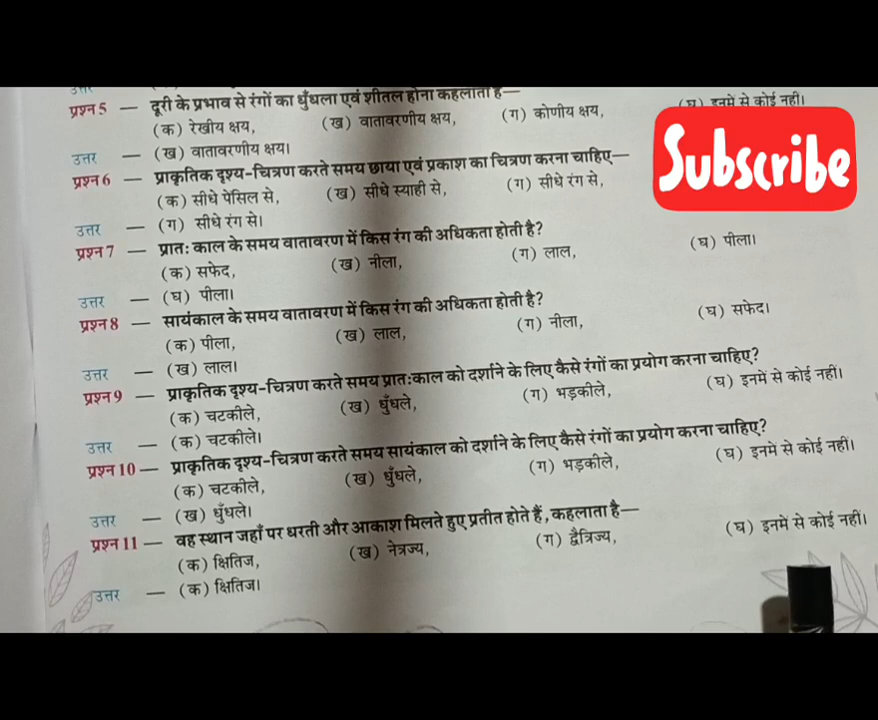 उत्तर
प्रश्न 5 — दूरी के प्रभाव से रंगों का धुँधला एवं शीतल होना कहलाता है—
(क) रेखीय क्षय, (ख) वातावरणीय क्षय, (ग) कोणीय क्षय, (घ) इनमें से कोई नहीं।
उत्तर — (ख) वातावरणीय क्षय।
प्रश्न 6 — प्राकृतिक दृश्य-चित्रण करते समय छाया एवं प्रकाश का चित्रण करना चाहिए—
(क) सीधे पेंसिल से, (ख) सीधे स्याही से, (ग) सीधे रंग से,
उत्तर — (ग) सीधे रंग से।
प्रश्न 7 — प्रातः काल के समय वातावरण में किस रंग की अधिकता होती है?
(क) सफेद, (ख) नीला, (ग) लाल, (घ) पीला।
उत्तर — (घ) पीला।
प्रश्न 8 — सायंकाल के समय वातावरण में किस रंग की अधिकता होती है?
(क) पीला, (ख) लाल, (ग) नीला, (घ) सफेद।
उत्तर — (ख) लाल।
प्रश्न 9 — प्राकृतिक दृश्य-चित्रण करते समय प्रातःकाल को दर्शाने के लिए कैसे रंगों का प्रयोग करना चाहिए?
(क) चटकीले, (ख) धुँधले, (ग) भड़कीले, (घ) इनमें से कोई नहीं।
उत्तर — (क) चटकीले।
प्रश्न 10 — प्राकृतिक दृश्य-चित्रण करते समय सायंकाल को दर्शाने के लिए कैसे रंगों का प्रयोग करना चाहिए?
(क) चटकीले, (ख) धुँधले, (ग) भड़कीले, (घ) इनमें से कोई नहीं।
उत्तर — (ख) धुँधले।
प्रश्न 11 — वह स्थान जहाँ पर धरती और आकाश मिलते हुए प्रतीत होते हैं, कहलाता है—
(क) क्षितिज, (ख) नेत्रज्य, (ग) द्वैत्रिज्य, (घ) इनमें से कोई नहीं।
उत्तर — (क) क्षितिज।
Subscribe